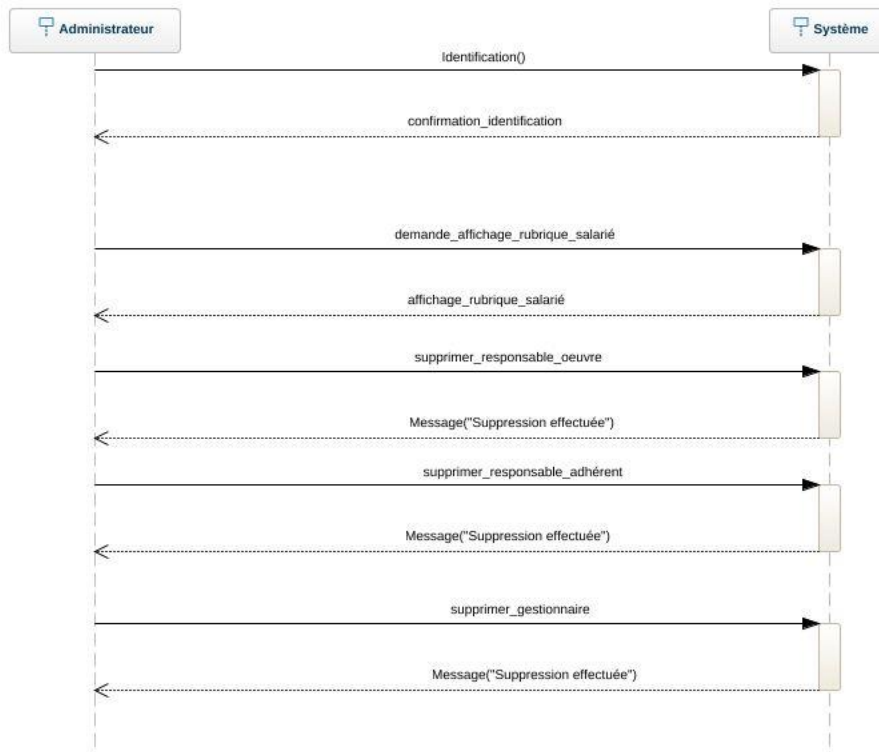 Administrateur
Système
Identification()
confirmation_identification
demande_affichage_rubrique_salarié
affichage_rubrique_salarié
supprimer_responsable_oeuvre
Message("Suppression effectuée")
supprimer_responsable_adhérent
Message("Suppression effectuée")
supprimer_gestionnaire
Message("Suppression effectuée")